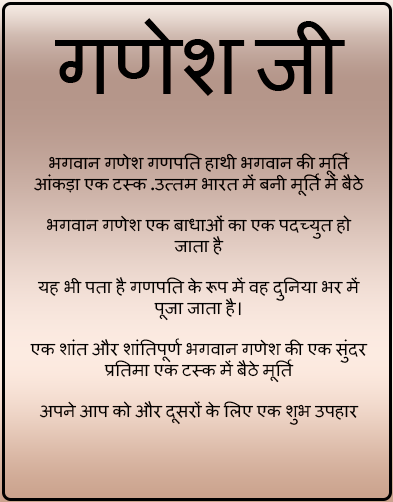 गणेश जी
भगवान गणेश गणपति हाथी भगवान की मूर्ति
आंकड़ा एक टस्क .उत्तम भारत में बनी मूर्ति में बैठे
भगवान गणेश एक बाधाओं का एक पदच्युत हो
जाता है
यह भी पता है गणपति के रूप में वह दुनिया भर में
पूजा जाता है।
एक शांत और शांतिपूर्ण भगवान गणेश की एक सुंदर
प्रतिमा एक टस्क में बैठे मूर्ति
अपने आप को और दूसरों के लिए एक शुभ उपहार